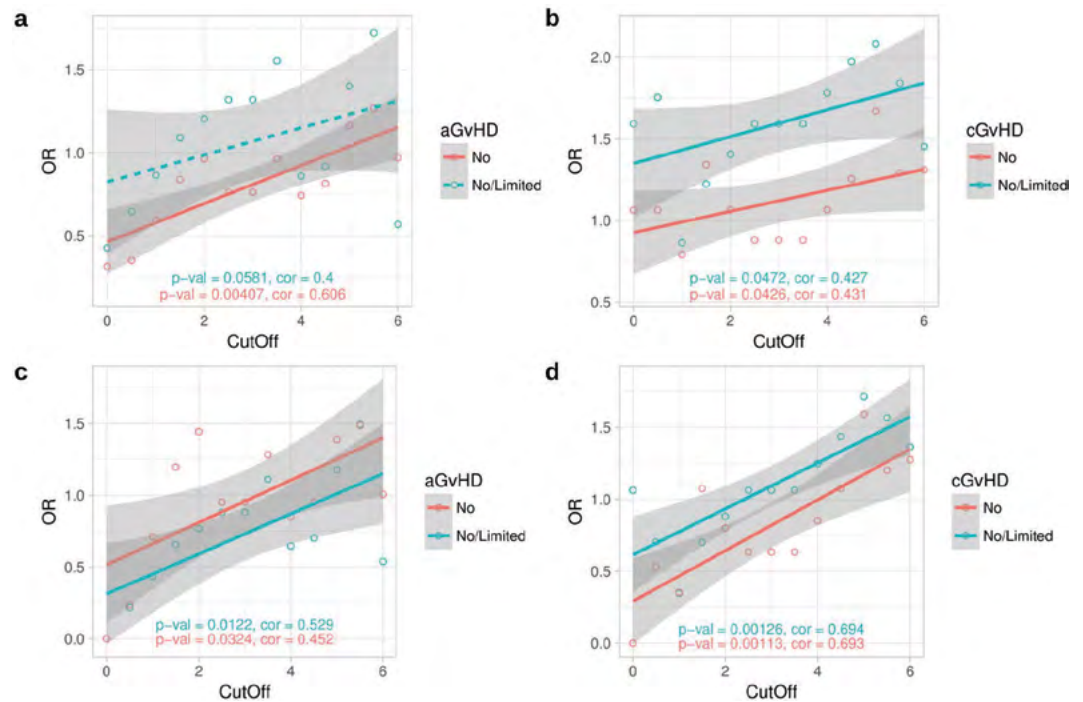 a
OR
1.5
1.0
0.5
0
2
4
6
CutOff
p-val = 0.0581, cor = 0.4
p-val = 0.00407, cor = 0.606
aGvHD
No
No/Limited
b
OR
2.0
1.5
1.0
0.5
0
2
4
6
CutOff
p-val = 0.0472, cor = 0.427
p-val = 0.0426, cor = 0.431
cGvHD
No
No/Limited
c
OR
1.5
1.0
0.5
0.0
0
2
4
6
CutOff
p-val = 0.0122, cor = 0.529
p-val = 0.0324, cor = 0.452
aGvHD
No
No/Limited
d
OR
1.5
1.0
0.5
0.0
0
2
4
6
CutOff
p-val = 0.00126, cor = 0.694
p-val = 0.00113, cor = 0.693
cGvHD
No
No/Limited